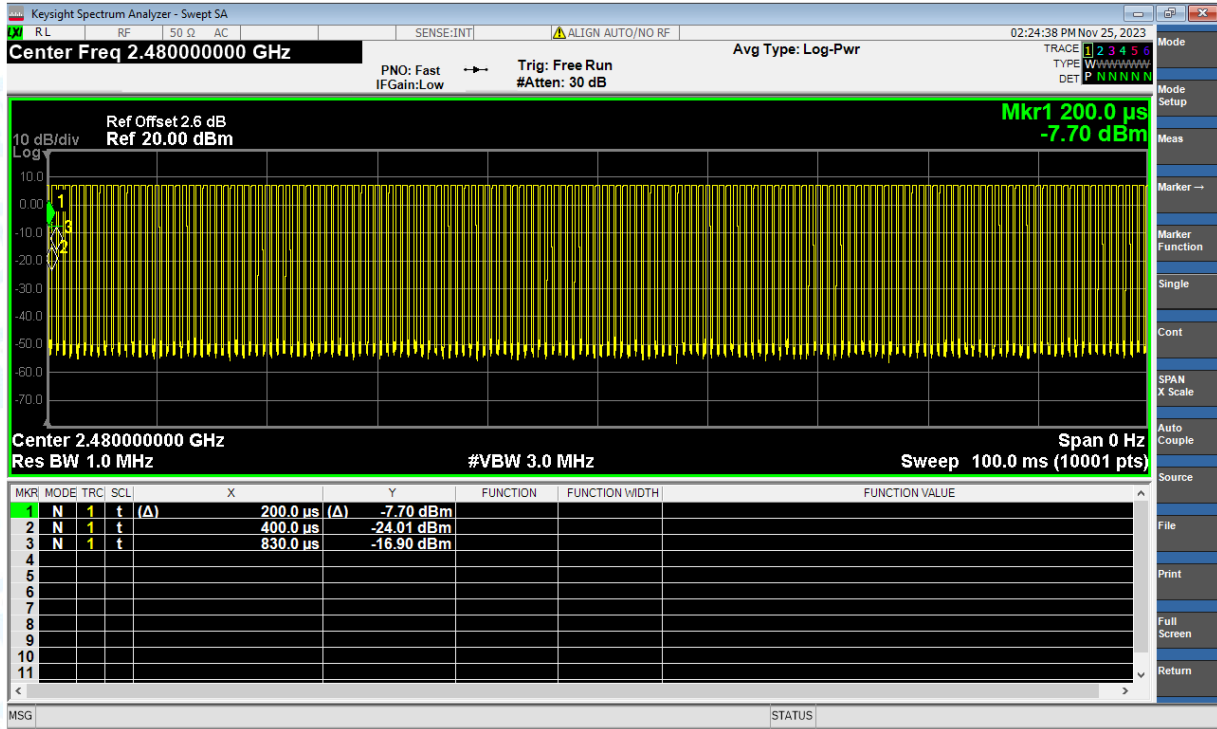 Keysight Spectrum Analyzer - Swept SA
LXI RL RF 50 Ω AC SENSE:INT ALIGN AUTO/NO RF 02:24:38 PM Nov 25, 2023
Center Freq 2.480000000 GHz
Avg Type: Log-Pwr
TRACE 1 2 3 4 5 6
TYPE WWWWWW
DET P N N N N N
PNO: Fast
IFGain:Low
Trig: Free Run
#Atten: 30 dB
Mkr1 200.0 µs
-7.70 dBm
Ref Offset 2.6 dB
10 dB/div Ref 20.00 dBm
Log
10.0
0.00
-10.0
-20.0
-30.0
-40.0
-50.0
-60.0
-70.0
1
3
2
Center 2.480000000 GHz Span 0 Hz
Res BW 1.0 MHz #VBW 3.0 MHz Sweep 100.0 ms (10001 pts)
MKR MODE TRC SCL X Y FUNCTION FUNCTION WIDTH FUNCTION VALUE
1 N 1 t (Δ) 200.0 µs (Δ) -7.70 dBm
2 N 1 t 400.0 µs -24.01 dBm
3 N 1 t 830.0 µs -16.90 dBm
4
5
6
7
8
9
10
11
MSG STATUS
Mode
Mode
Setup
Meas
Marker →
Marker
Function
Single
Cont
SPAN
X Scale
Auto
Couple
Source
File
Print
Full
Screen
Return